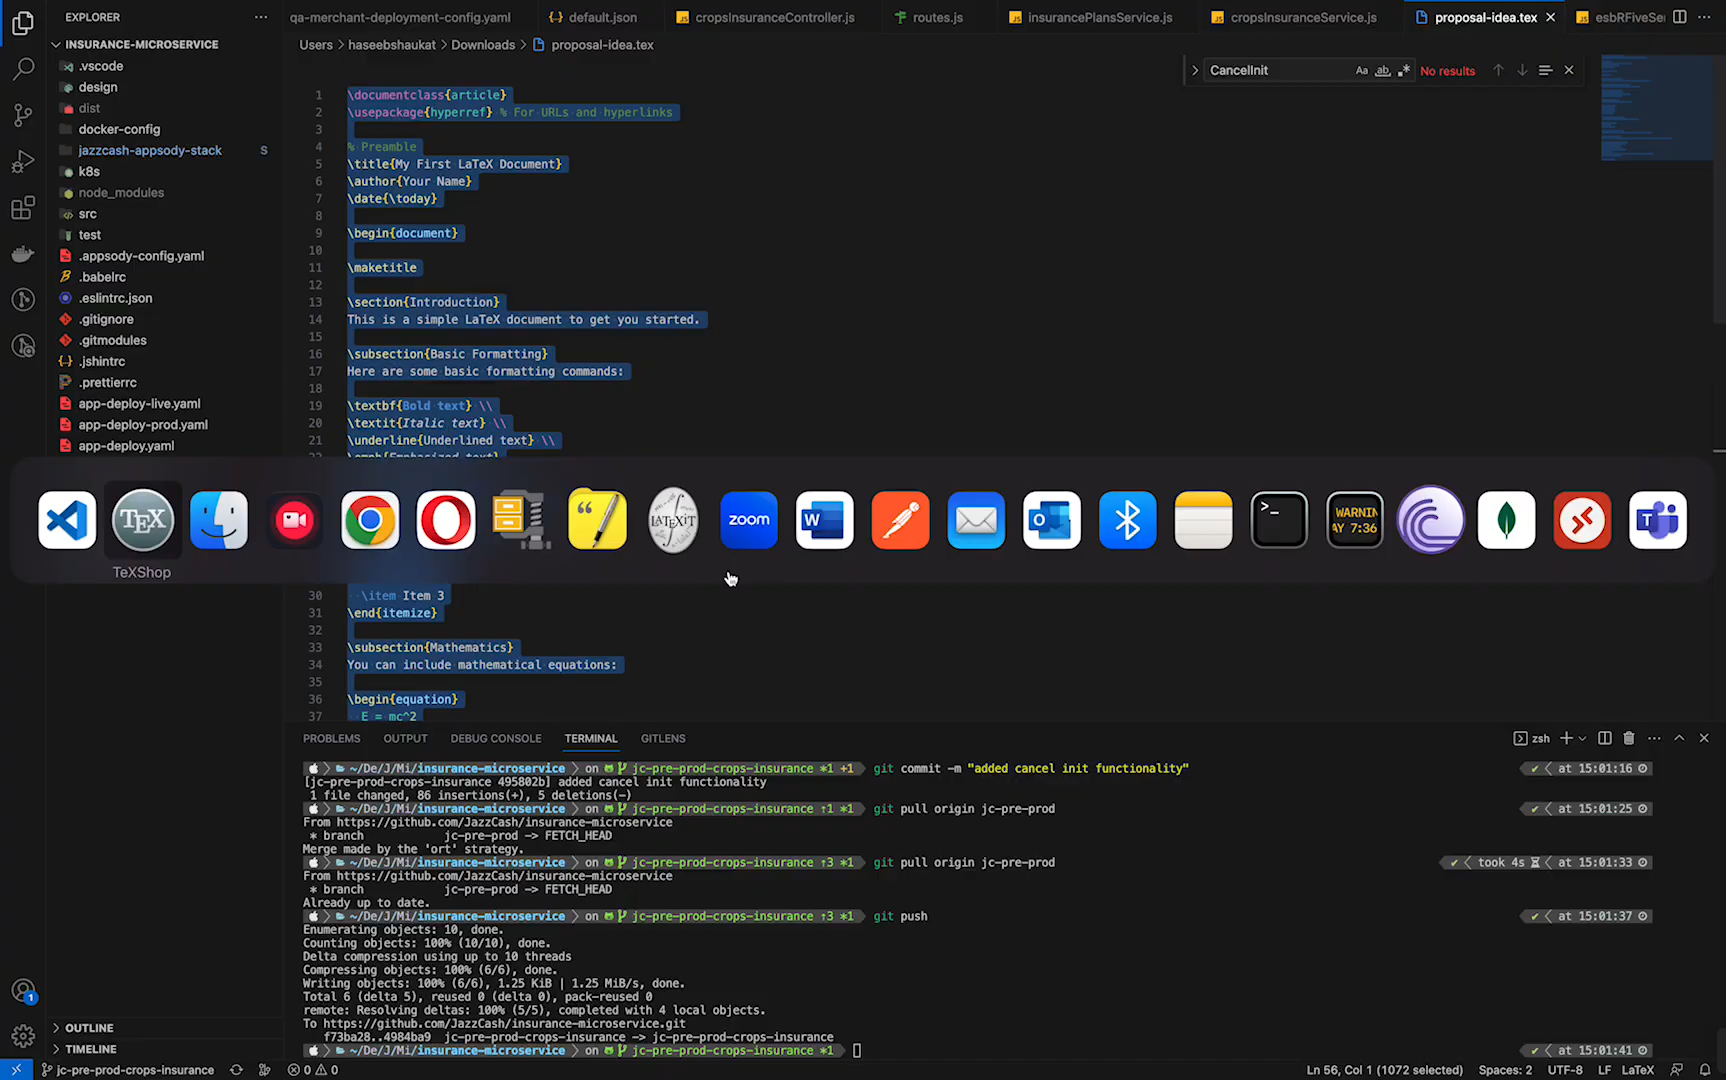 EXPLORER
qa-merchant-deployment-config.yaml
default.json
cropsInsuranceController.js
routes.js
insurancePlansService.js
cropsInsuranceService.js
proposal-idea.tex
esbRFiveSe
INSURANCE-MICROSERVICE
Users > haseebshaukat > Downloads > proposal-idea.tex
CancelInit
Aa
ab
No results
.vscode
design
dist
docker-config
jazzcash-appsody-stack S
k8s
node_modules
src
test
.appsody-config.yaml
.babelrc
.eslintrc.json
.gitignore
.gitmodules
.jshintrc
.prettierrc
app-deploy-live.yaml
app-deploy-prod.yaml
app-deploy.yaml
1 \documentclass{article}
2 \usepackage{hyperref} % For URLs and hyperlinks
3
4 % Preamble
5 \title{My First LaTeX Document}
6 \author{Your Name}
7 \date{\today}
8
9 \begin{document}
10
11 \maketitle
12
13 \section{Introduction}
14 This is a simple LaTeX document to get you started.
15
16 \subsection{Basic Formatting}
17 Here are some basic formatting commands:
18
19 \textbf{Bold text} \\
20 \textit{Italic text} \\
21 \underline{Underlined text} \\
TEX
LATEXIT
zoom
W
O
>_
WARNIN
AY 7:36
TeXShop
30 \item Item 3
31 \end{itemize}
32
33 \subsection{Mathematics}
34 You can include mathematical equations:
35
36 \begin{equation}
37 E = mc^2
PROBLEMS OUTPUT DEBUG CONSOLE TERMINAL GITLENS
zsh
~/De/J/Mi/insurance-microservice on jc-pre-prod-crops-insurance *1 +1 git commit -m "added cancel init functionality" ✔ at 15:01:16
[jc-pre-prod-crops-insurance 495802b] added cancel init functionality
1 file changed, 86 insertions(+), 5 deletions(-)
~/De/J/Mi/insurance-microservice on jc-pre-prod-crops-insurance ↑1 *1 git pull origin jc-pre-prod ✔ at 15:01:25
From https://github.com/JazzCash/insurance-microservice
* branch jc-pre-prod -> FETCH_HEAD
Merge made by the 'ort' strategy.
~/De/J/Mi/insurance-microservice on jc-pre-prod-crops-insurance ↑3 *1 git pull origin jc-pre-prod ✔ took 4s at 15:01:33
From https://github.com/JazzCash/insurance-microservice
* branch jc-pre-prod -> FETCH_HEAD
Already up to date.
~/De/J/Mi/insurance-microservice on jc-pre-prod-crops-insurance ↑3 *1 git push ✔ at 15:01:37
Enumerating objects: 10, done.
Counting objects: 100% (10/10), done.
Delta compression using up to 10 threads
Compressing objects: 100% (6/6), done.
Writing objects: 100% (6/6), 1.25 KiB | 1.25 MiB/s, done.
Total 6 (delta 5), reused 0 (delta 0), pack-reused 0
remote: Resolving deltas: 100% (5/5), completed with 4 local objects.
To https://github.com/JazzCash/insurance-microservice.git
f73ba28..4984ba9 jc-pre-prod-crops-insurance -> jc-pre-prod-crops-insurance
~/De/J/Mi/insurance-microservice on jc-pre-prod-crops-insurance *1 ✔ at 15:01:41
OUTLINE
TIMELINE
1
jc-pre-prod-crops-insurance
0 0
Ln 56, Col 1 (1072 selected) Spaces: 2 UTF-8 LF LaTeX